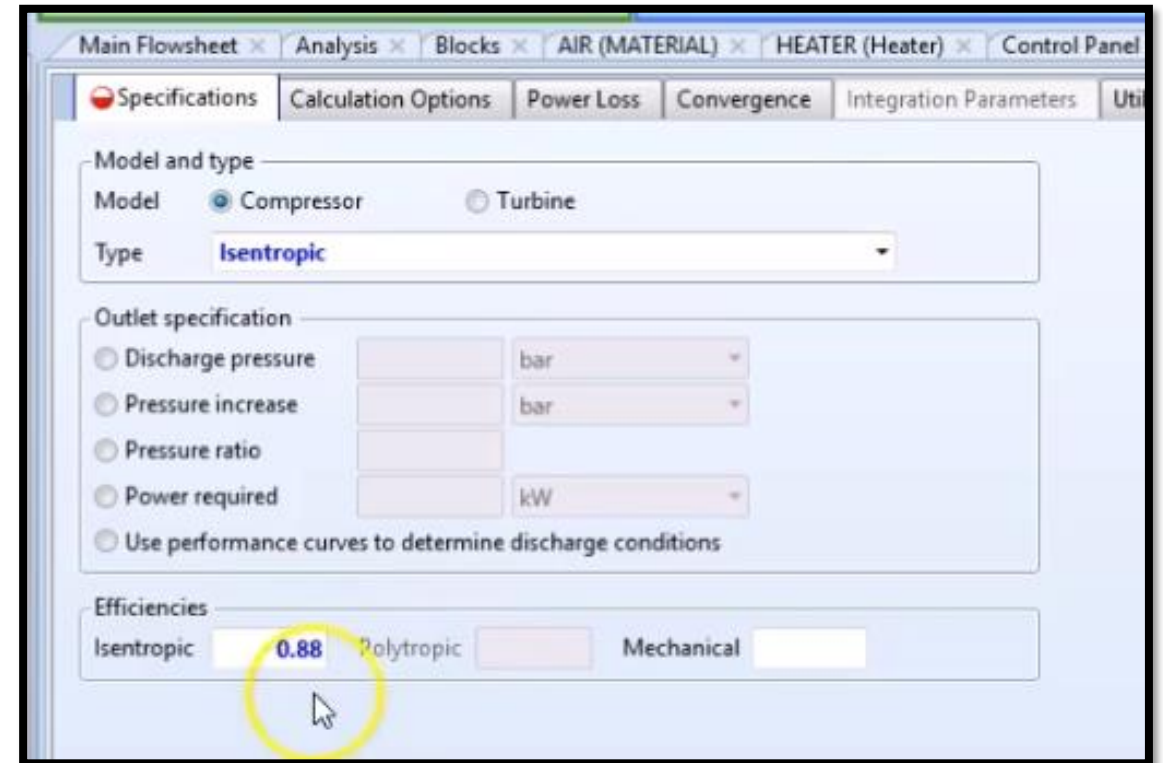 Main Flowsheet Analysis Blocks AIR (MATERIAL) HEATER (Heater) Control Panel
Specifications Calculation Options Power Loss Convergence Integration Parameters Util
Model and type
Model Compressor Turbine
Type Isentropic
Outlet specification
Discharge pressure bar
Pressure increase bar
Pressure ratio
Power required kW
Use performance curves to determine discharge conditions
Efficiencies
Isentropic 0.88 Polytropic Mechanical